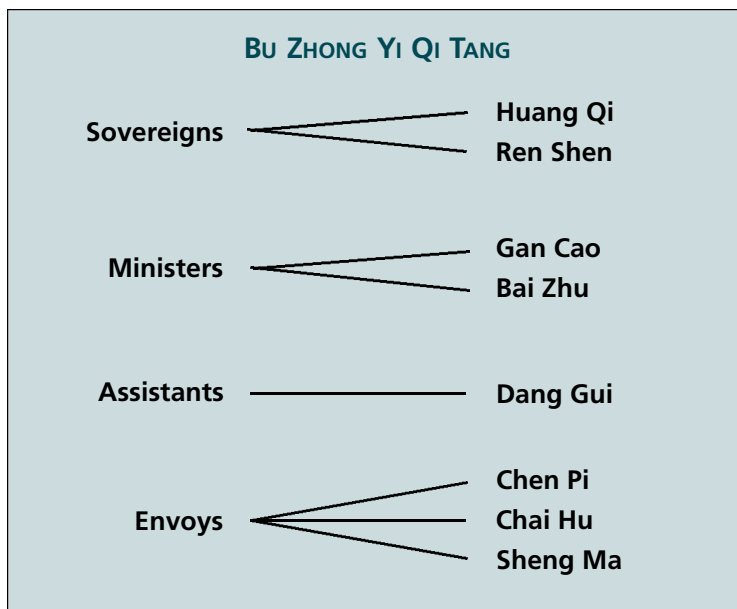 BU ZHONG YI QI TANG
Sovereigns
Huang Qi
Ren Shen
Ministers
Gan Cao
Bai Zhu
Assistants
Dang Gui
Envoys
Chen Pi
Chai Hu
Sheng Ma